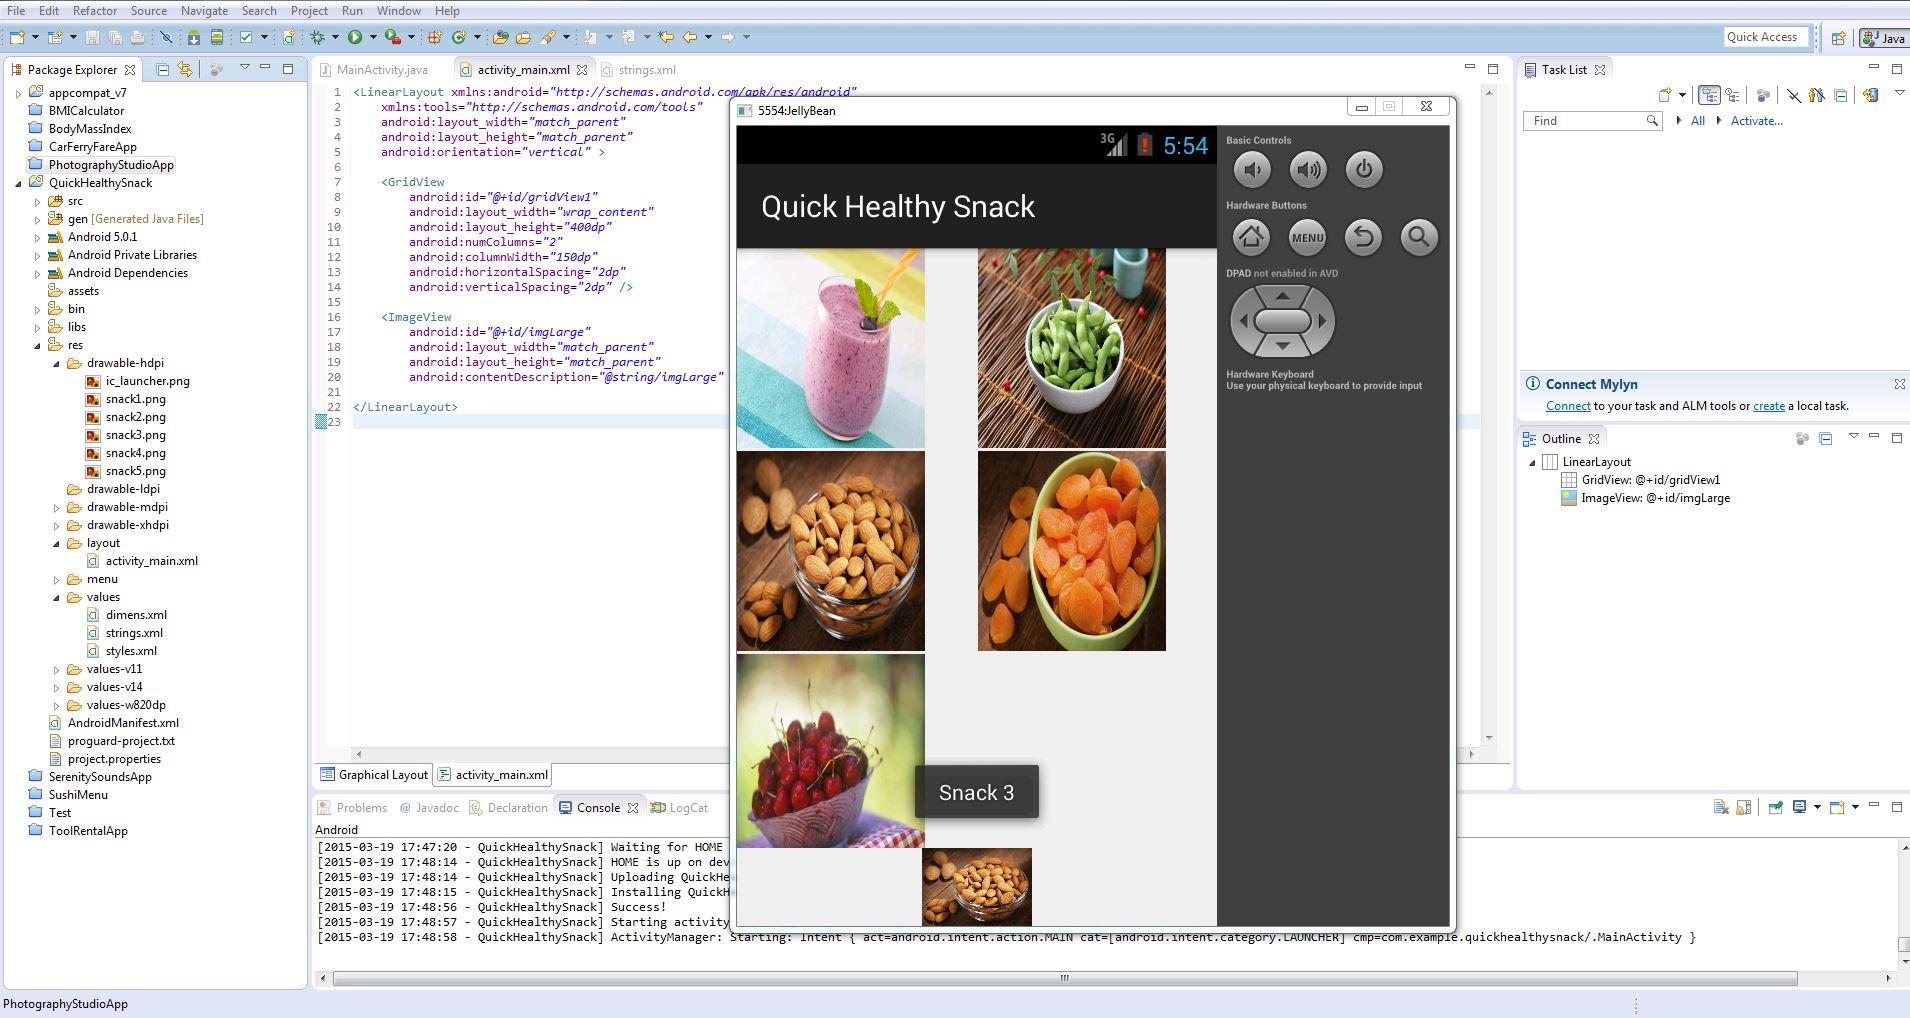 File Edit Refactor Source Navigate Search Project Run Window Help
Quick Access
Java
Package Explorer
appcompat_v7
BMICalculator
BodyMassIndex
CarFerryFareApp
PhotographyStudioApp
QuickHealthySnack
src
gen [Generated Java Files]
Android 5.0.1
Android Private Libraries
Android Dependencies
assets
bin
libs
res
drawable-hdpi
ic_launcher.png
snack1.png
snack2.png
snack3.png
snack4.png
snack5.png
drawable-ldpi
drawable-mdpi
drawable-xhdpi
layout
activity_main.xml
menu
values
dimens.xml
strings.xml
styles.xml
values-v11
values-v14
values-w820dp
AndroidManifest.xml
proguard-project.txt
project.properties
SerenitySoundsApp
SushiMenu
Test
ToolRentalApp
MainActivity.java activity_main.xml strings.xml
1 <LinearLayout xmlns:android="http://schemas.android.com/apk/res/android"
2 xmlns:tools="http://schemas.android.com/tools"
3 android:layout_width="match_parent"
4 android:layout_height="match_parent"
5 android:orientation="vertical" >
6
7 <GridView
8 android:id="@+id/gridView1"
9 android:layout_width="wrap_content"
10 android:layout_height="400dp"
11 android:numColumns="2"
12 android:columnWidth="150dp"
13 android:horizontalSpacing="2dp"
14 android:verticalSpacing="2dp" />
15
16 <ImageView
17 android:id="@+id/imgLarge"
18 android:layout_width="match_parent"
19 android:layout_height="match_parent"
20 android:contentDescription="@string/imgLarge"
21
22 </LinearLayout>
23
Graphical Layout activity_main.xml
5554:JellyBean
3G 5:54
Quick Healthy Snack
Snack 3
Basic Controls
Hardware Buttons
MENU
DPAD not enabled in AVD
Hardware Keyboard
Use your physical keyboard to provide input
Task List
Find All Activate...
Connect Mylyn
Connect to your task and ALM tools or create a local task.
Outline
LinearLayout
GridView: @+id/gridView1
ImageView: @+id/imgLarge
Problems @ Javadoc Declaration Console LogCat
Android
[2015-03-19 17:47:20 - QuickHealthySnack] Waiting for HOME
[2015-03-19 17:48:14 - QuickHealthySnack] HOME is up on dev
[2015-03-19 17:48:14 - QuickHealthySnack] Uploading QuickHe
[2015-03-19 17:48:15 - QuickHealthySnack] Installing QuickH
[2015-03-19 17:48:56 - QuickHealthySnack] Success!
[2015-03-19 17:48:57 - QuickHealthySnack] Starting activity
[2015-03-19 17:48:58 - QuickHealthySnack] ActivityManager: Starting: Intent { act=android.intent.action.MAIN cat=[android.intent.category.LAUNCHER] cmp=com.example.quickhealthysnack/.MainActivity }
PhotographyStudioApp